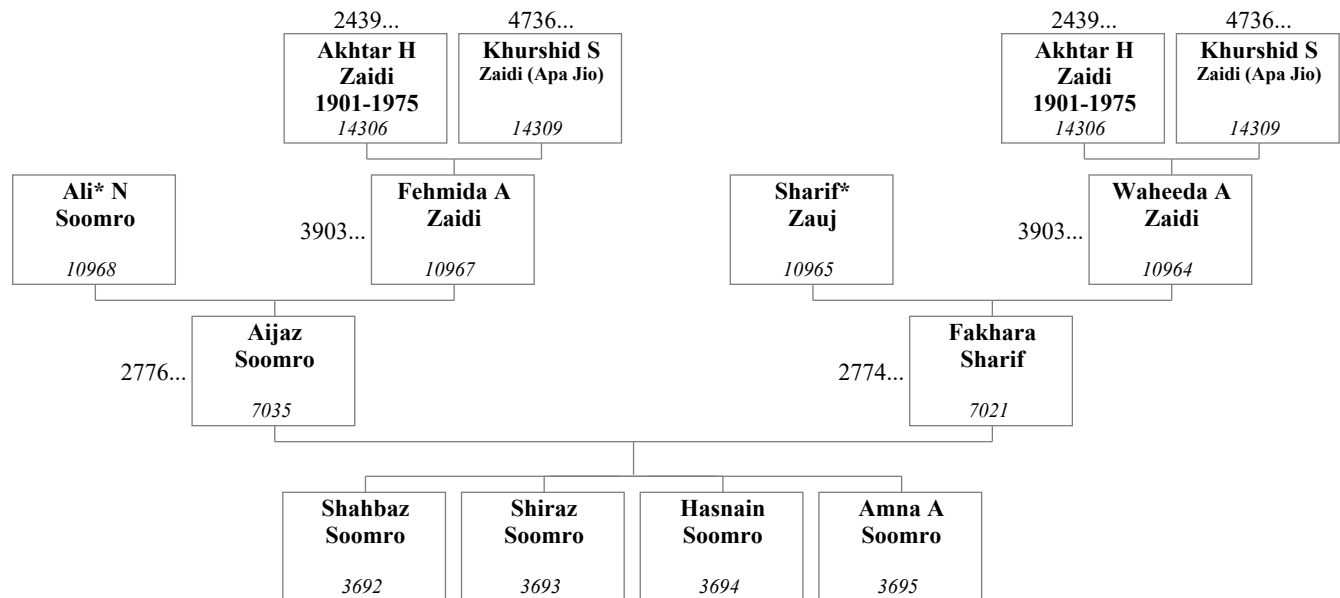 2439...
4736...
2439...
4736...
Akhtar H
Zaidi
1901-1975
14306
Khurshid S
Zaidi (Apa Jio)
14309
Akhtar H
Zaidi
1901-1975
14306
Khurshid S
Zaidi (Apa Jio)
14309
Ali* N
Soomro
10968
3903...
Fehmida A
Zaidi
10967
Sharif*
Zauj
10965
3903...
Waheeda A
Zaidi
10964
2776...
Aijaz
Soomro
7035
2774...
Fakhara
Sharif
7021
Shahbaz
Soomro
3692
Shiraz
Soomro
3693
Hasnain
Soomro
3694
Amna A
Soomro
3695